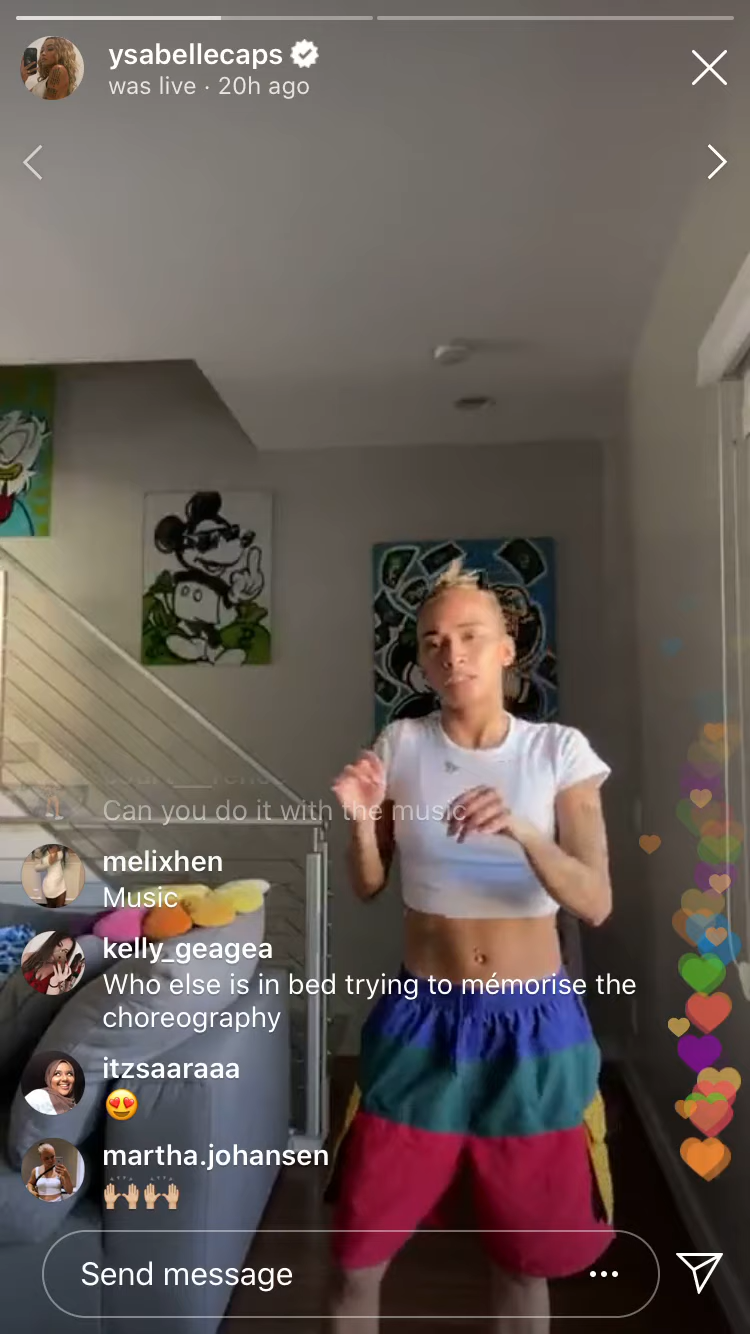 ysabellecaps
was live · 20h ago
Can you do it with the music
melixhen
Music
kelly_geagea
Who else is in bed trying to mémorise the
choreography
itzsaaraaa
😍
martha.johansen
🙌🏼🙌🏼
Send message